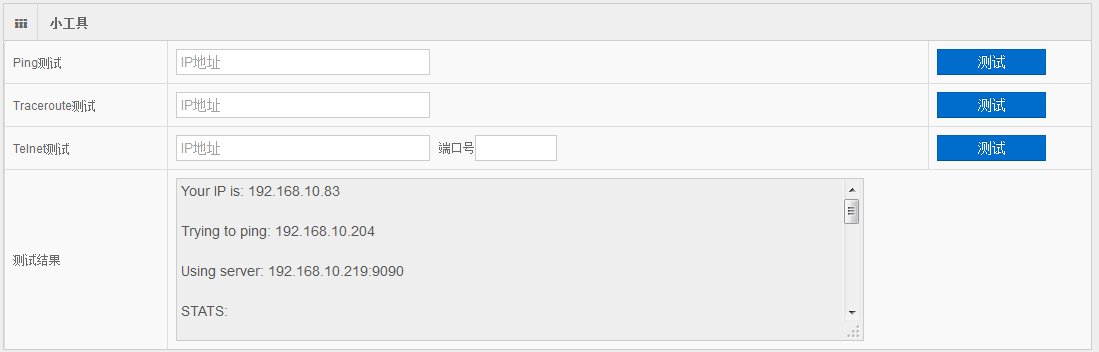 小工具
Ping测试 IP地址 测试
Traceroute测试 IP地址 测试
Telnet测试 IP地址 端口号 测试
测试结果
Your IP is: 192.168.10.83
Trying to ping: 192.168.10.204
Using server: 192.168.10.219:9090
STATS: